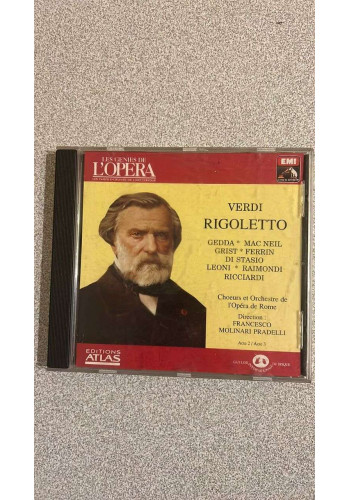 LES GENIES DE
L'OPERA
EMI
VERDI
RIGOLETTO
GEDDA * MAC NEIL
GRIST * FERRIN
DI STASIO
LEONI * RAIMONDI
RICCIARDI
Choeurs et Orchestre de
l'Opéra de Rome
Direction :
FRANCESCO
MOLINARI PRADELLI
Acte 2 / Acte 3
EDITIONS
ATLAS